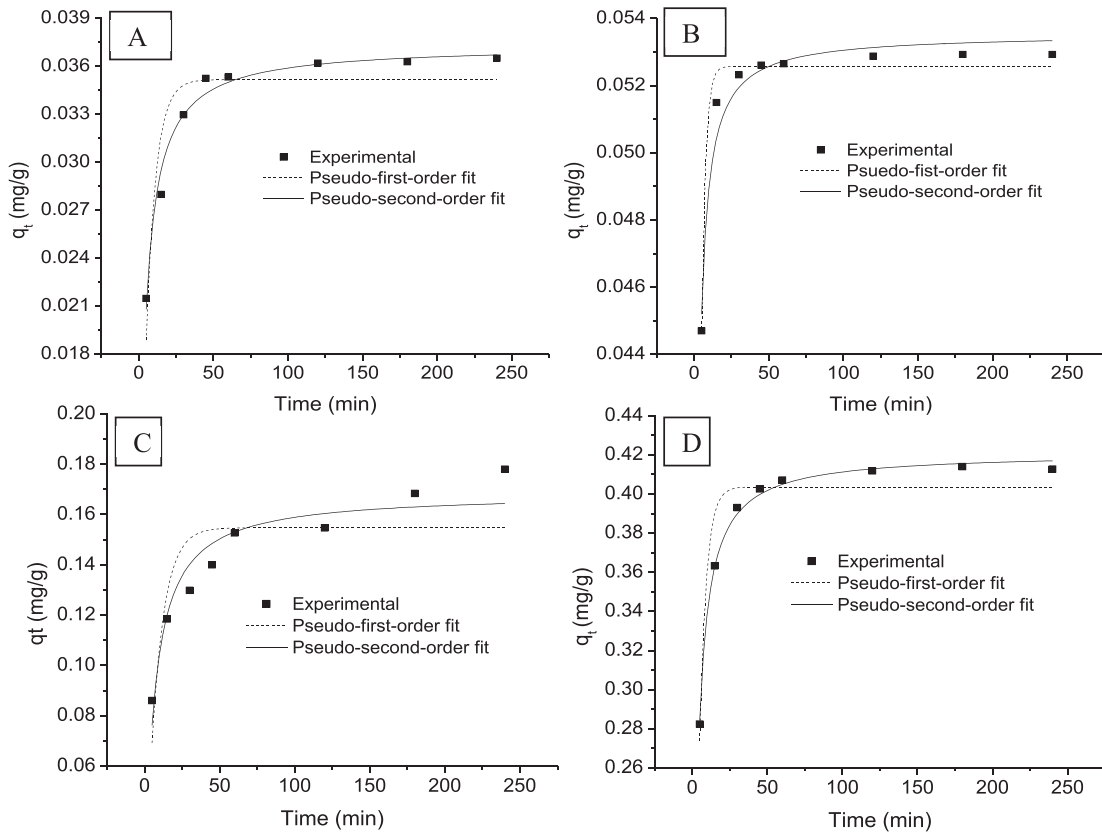 A
0.039
0.036
0.033
0.030
0.027
0.024
0.021
0.018
q_t (mg/g)
Experimental
Pseudo-first-order fit
Pseudo-second-order fit
0 50 100 150 200 250
Time (min)
B
0.054
0.052
0.050
0.048
0.046
0.044
q_t (mg/g)
Experimental
Psuedo-fist-order fit
Pseudo-second-order fit
0 50 100 150 200 250
Time (min)
C
0.20
0.18
0.16
0.14
0.12
0.10
0.08
0.06
qt (mg/g)
Experimental
Pseudo-first-order fit
Pseudo-second-order fit
0 50 100 150 200 250
Time (min)
D
0.44
0.42
0.40
0.38
0.36
0.34
0.32
0.30
0.28
0.26
q_t (mg/g)
Experimental
Pseudo-first-order fit
Pseudo-second-order fit
0 50 100 150 200 250
Time (min)